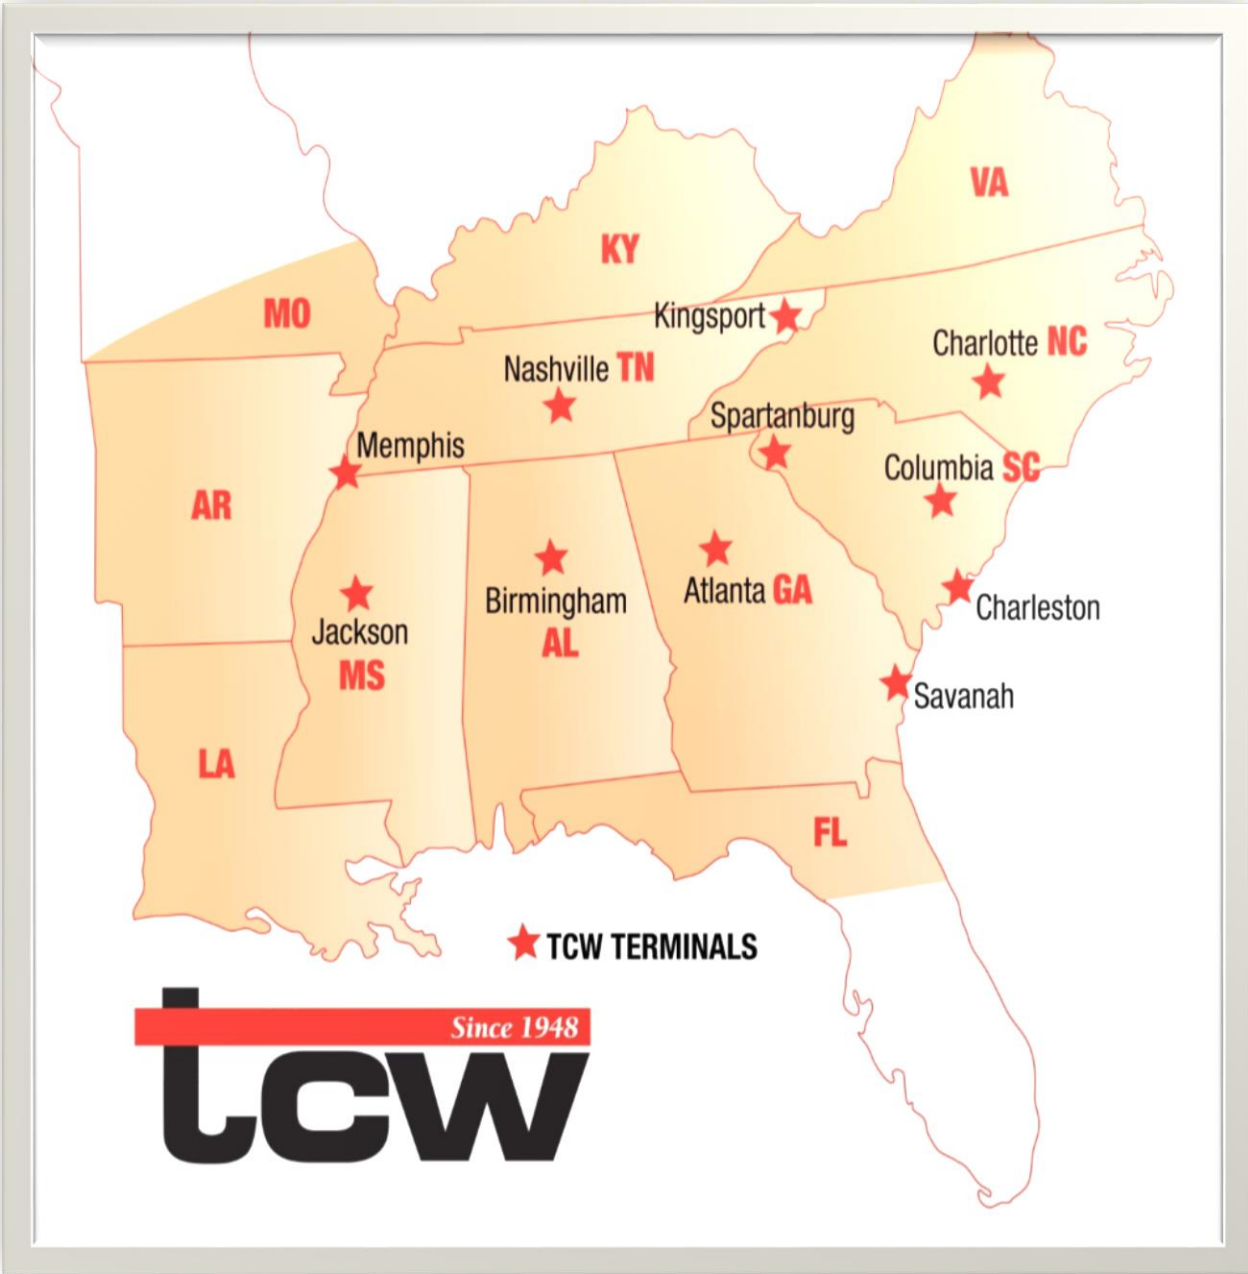 VA
KY
MO
Kingsport
Charlotte NC
Nashville TN
Spartanburg
Memphis
Columbia SC
AR
Atlanta GA
Birmingham
AL
Charleston
Jackson
MS
Savanah
LA
FL
TCW TERMINALS
Since 1948
tcw